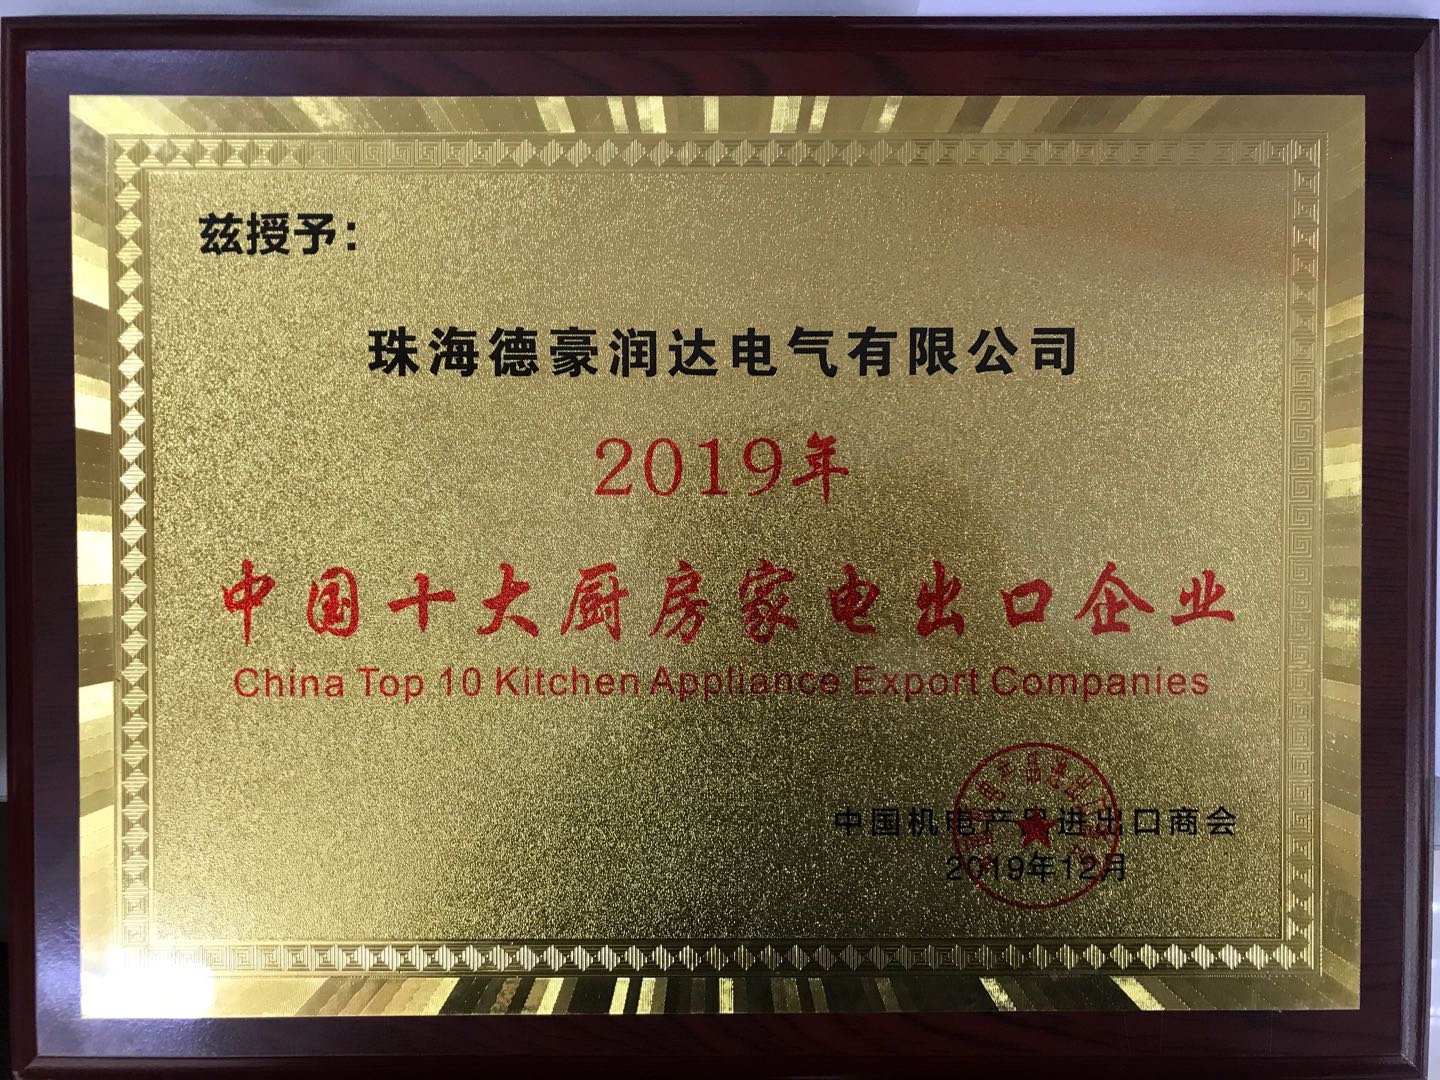 兹授予：
珠海德豪润达电气有限公司
2019年
中国十大厨房家电出口企业
China Top 10 Kitchen Appliance Export Companies
中国机电产品进出口商会
2019年12月